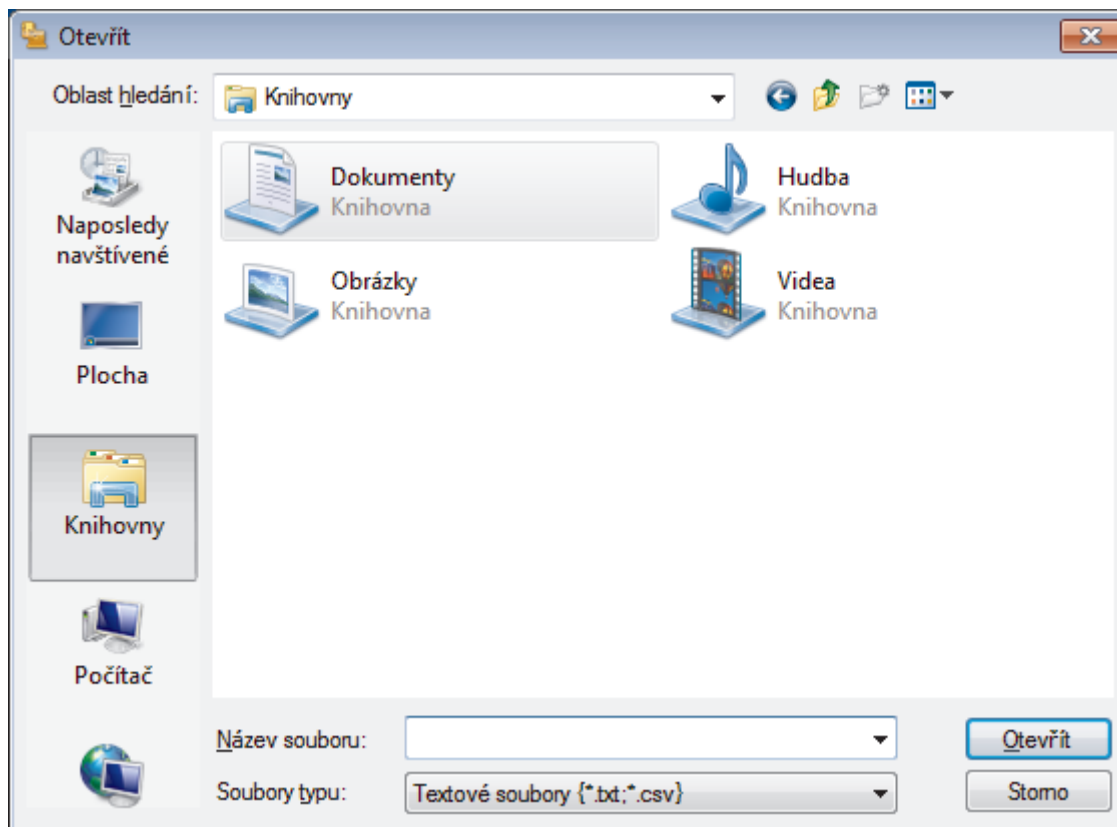 Otevřít
Oblast hledání: Knihovny
Naposledy
navštívené
Plocha
Knihovny
Počítač
Dokumenty
Knihovna
Hudba
Knihovna
Obrázky
Knihovna
Videa
Knihovna
Název souboru:
Otevřít
Soubory typu: Textové soubory {*.txt;*.csv}
Storno